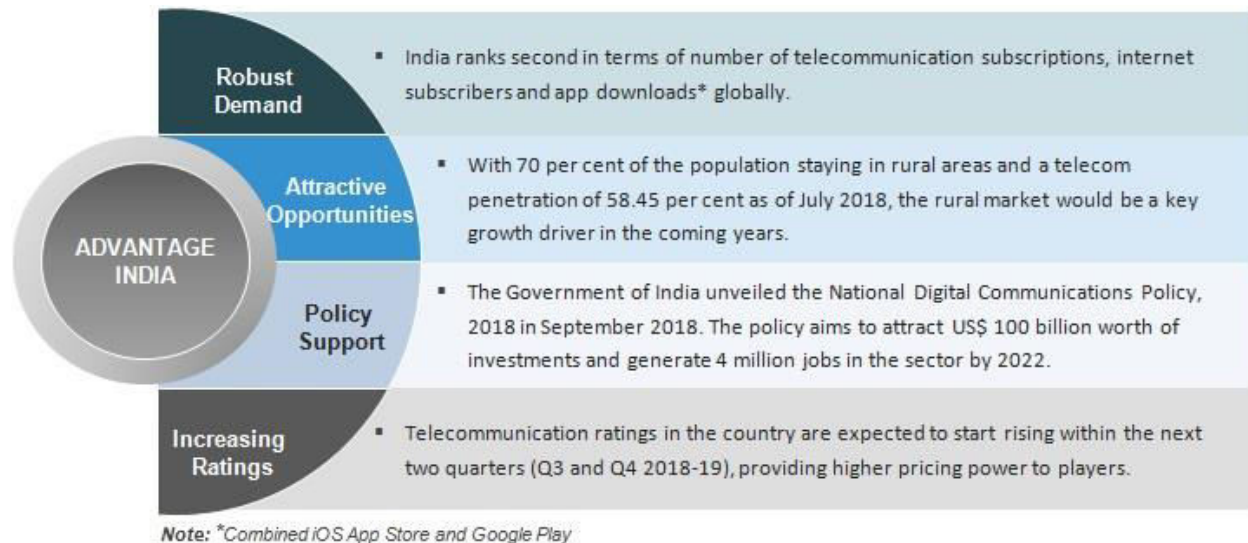 ADVANTAGE
INDIA
Robust
Demand
▪ India ranks second in terms of number of telecommunication subscriptions, internet
subscribers and app downloads* globally.
Attractive
Opportunities
▪ With 70 per cent of the population staying in rural areas and a telecom
penetration of 58.45 per cent as of July 2018, the rural market would be a key
growth driver in the coming years.
Policy
Support
▪ The Government of India unveiled the National Digital Communications Policy,
2018 in September 2018. The policy aims to attract US$ 100 billion worth of
investments and generate 4 million jobs in the sector by 2022.
Increasing
Ratings
▪ Telecommunication ratings in the country are expected to start rising within the next
two quarters (Q3 and Q4 2018-19), providing higher pricing power to players.
Note: *Combined iOS App Store and Google Play